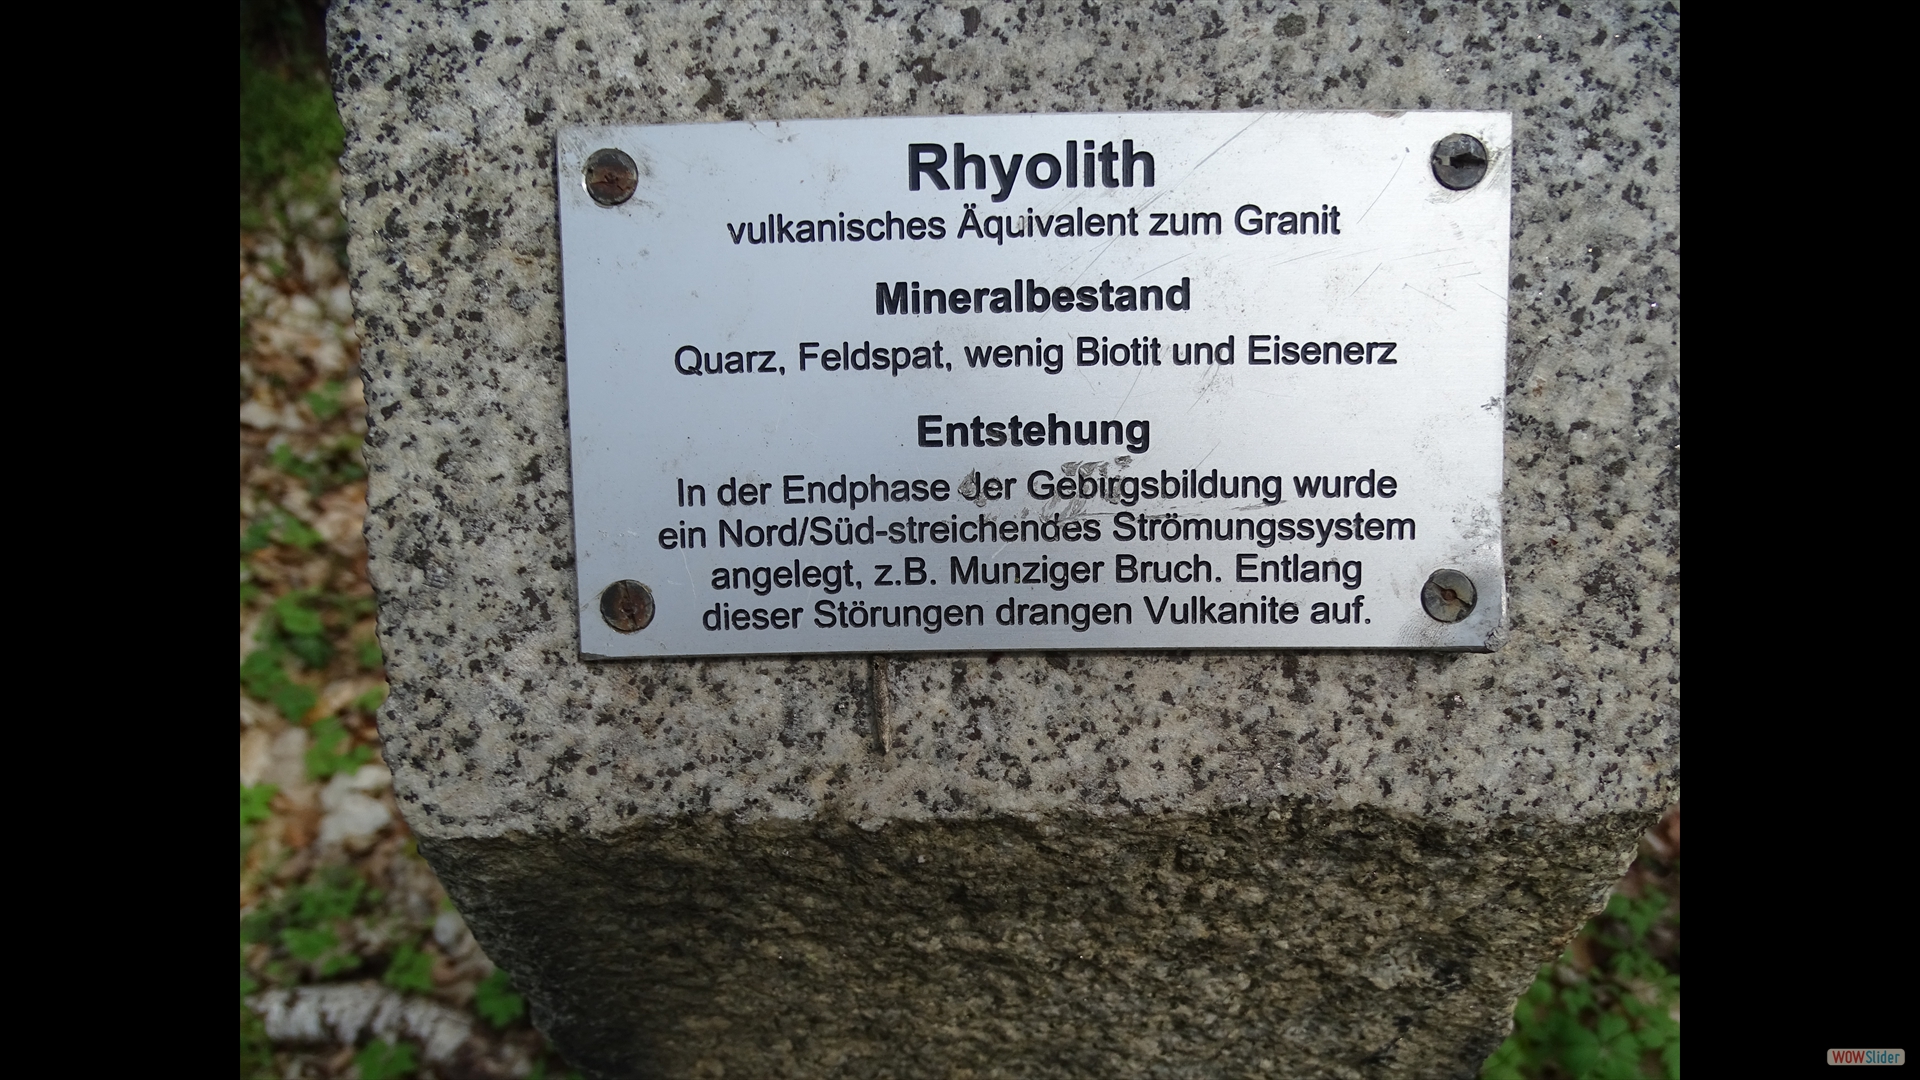 Rhyolith
vulkanisches Äquivalent zum Granit
Mineralbestand
Quarz, Feldspat, wenig Biotit und Eisenerz
Entstehung
In der Endphase der Gebirgsbildung wurde
ein Nord/Süd-streichendes Strömungssystem
angelegt, z.B. Munziger Bruch. Entlang
dieser Störungen drangen Vulkanite auf.
WOWSlider